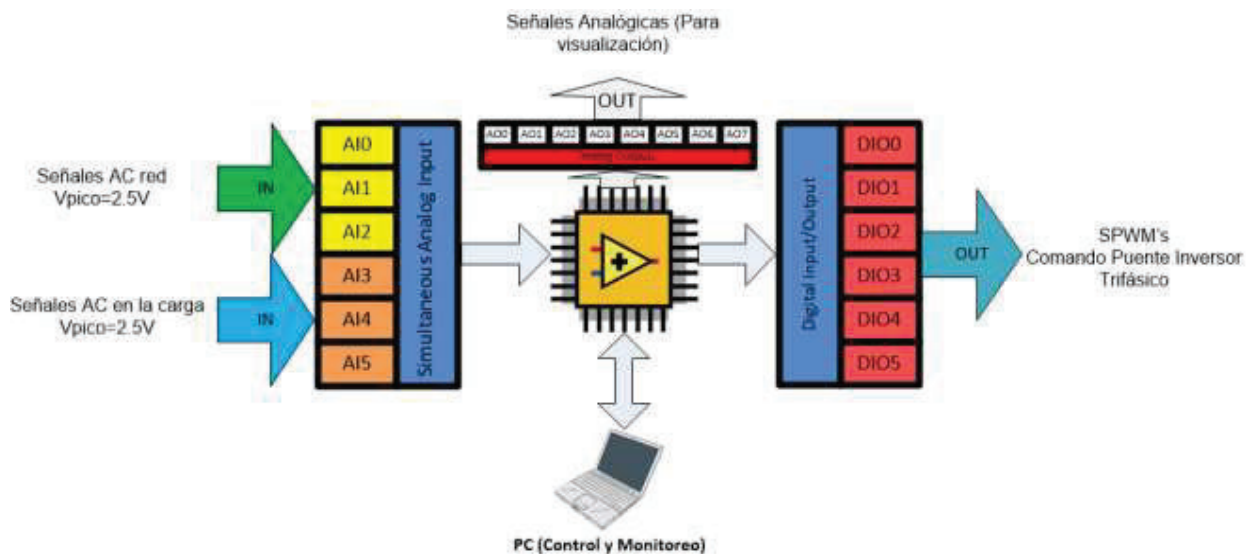 Señales Analógicas (Para
visualización)
OUT
AO0 AO1 AO2 AO3 AO4 AO5 AO6 AO7
Señales AC red
Vpico=2.5V
IN
Señales AC en la carga
Vpico=2.5V
IN
AI0
AI1
AI2
AI3
AI4
AI5
Simultaneous Analog Input
Digital Input/Output
DIO0
DIO1
DIO2
DIO3
DIO4
DIO5
OUT
SPWM's
Comando Puente Inversor
Trifásico
PC (Control y Monitoreo)